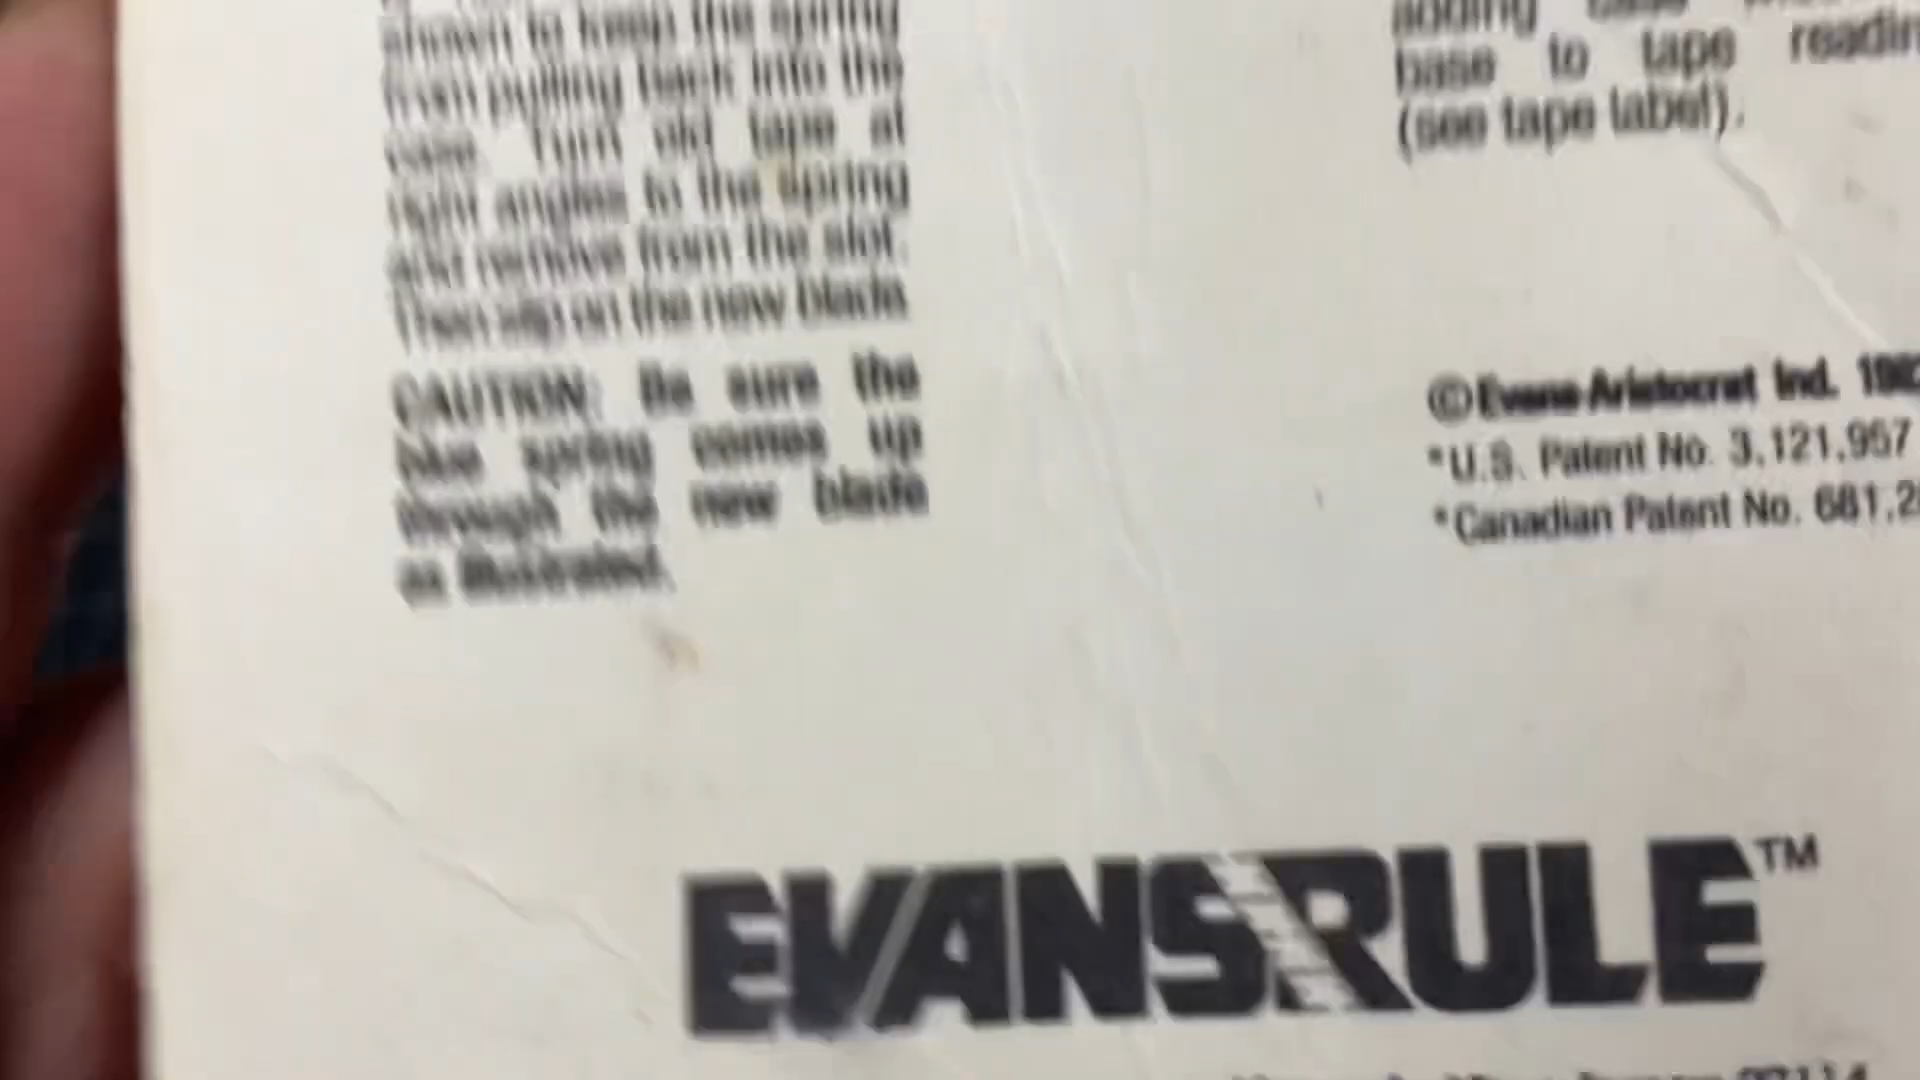 shown to keep the spring
from pulling back into the
case. Turn old tape at
right angles to the spring
and remove from the slot.
Then slip on the new blade.
CAUTION: Be sure the
spring comes up
through the new blade
as illustrated.
adding case
base to tape
(see tape label).
©Evans-Aristocrat Ind.
*U.S. Patent No. 3,121,957
*Canadian Patent No.
EVANSRULE™